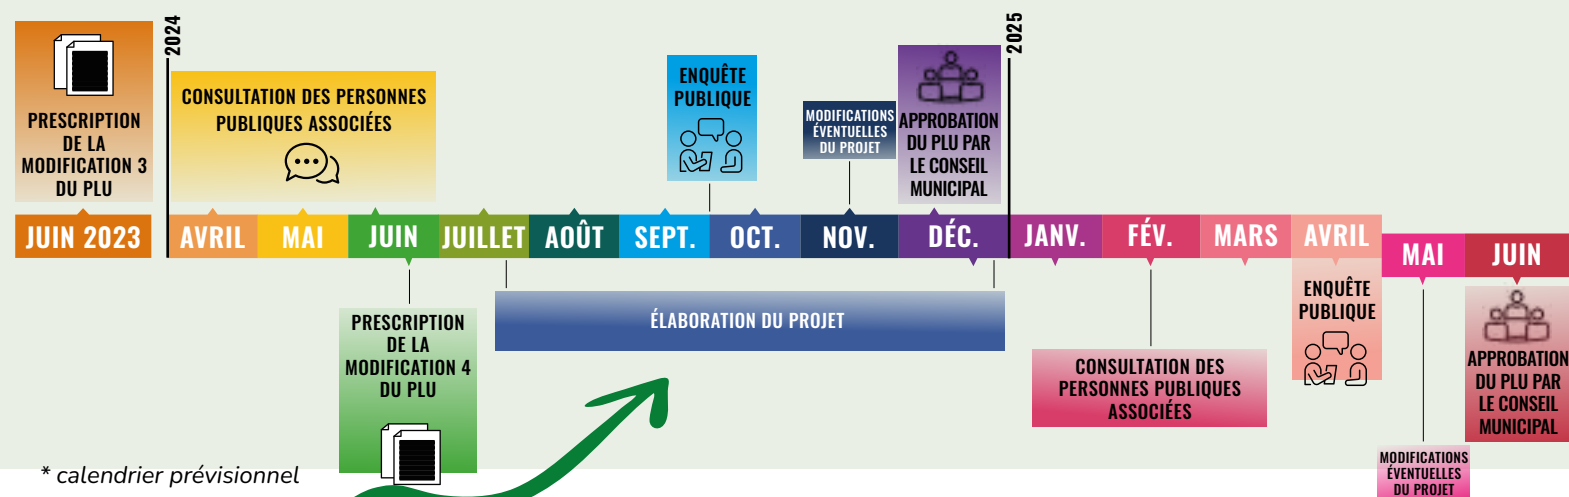 2024
2025
PRESCRIPTION
DE LA
MODIFICATION 3
DU PLU
CONSULTATION DES PERSONNES
PUBLIQUES ASSOCIÉES
ENQUÊTE
PUBLIQUE
MODIFICATIONS
ÉVENTUELLES
DU PROJET
APPROBATION
DU PLU PAR
LE CONSEIL
MUNICIPAL
JUIN 2023
AVRIL
MAI
JUIN
JUILLET
AOÛT
SEPT.
OCT.
NOV.
DÉC.
JANV.
FÉV.
MARS
AVRIL
MAI
JUIN
PRESCRIPTION
DE LA
MODIFICATION 4
DU PLU
ÉLABORATION DU PROJET
CONSULTATION DES
PERSONNES PUBLIQUES
ASSOCIÉES
ENQUÊTE
PUBLIQUE
MODIFICATIONS
ÉVENTUELLES
DU PROJET
APPROBATION
DU PLU PAR
LE CONSEIL
MUNICIPAL
* calendrier prévisionnel